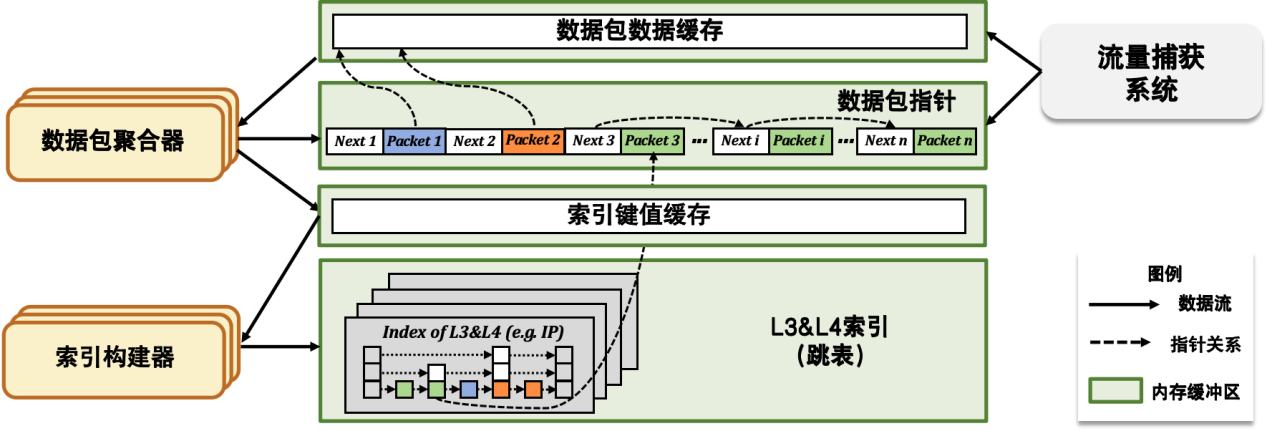 数据包数据缓存
流量捕获
系统
数据包指针
数据包聚合器
Next 1 Packet 1 Next 2 Packet 2 Next 3 Packet 3 ... Next i Packet i ... Next n Packet n
索引键值缓存
图例
数据流
指针关系
内存缓冲区
索引构建器
Index of L3&L4 (e.g. IP)
L3&L4索引
(跳表)